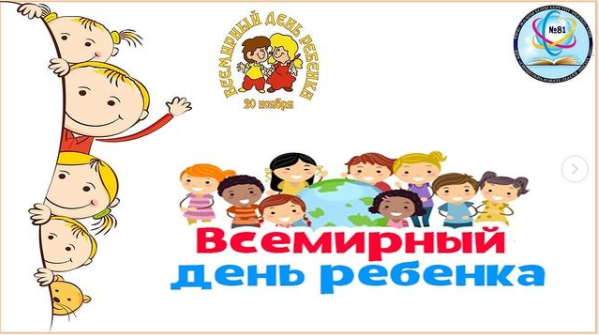 ВСЕМИРНЫЙ ДЕНЬ РЕБЕНКА
20 ноября
№81
Всемирный
день ребенка